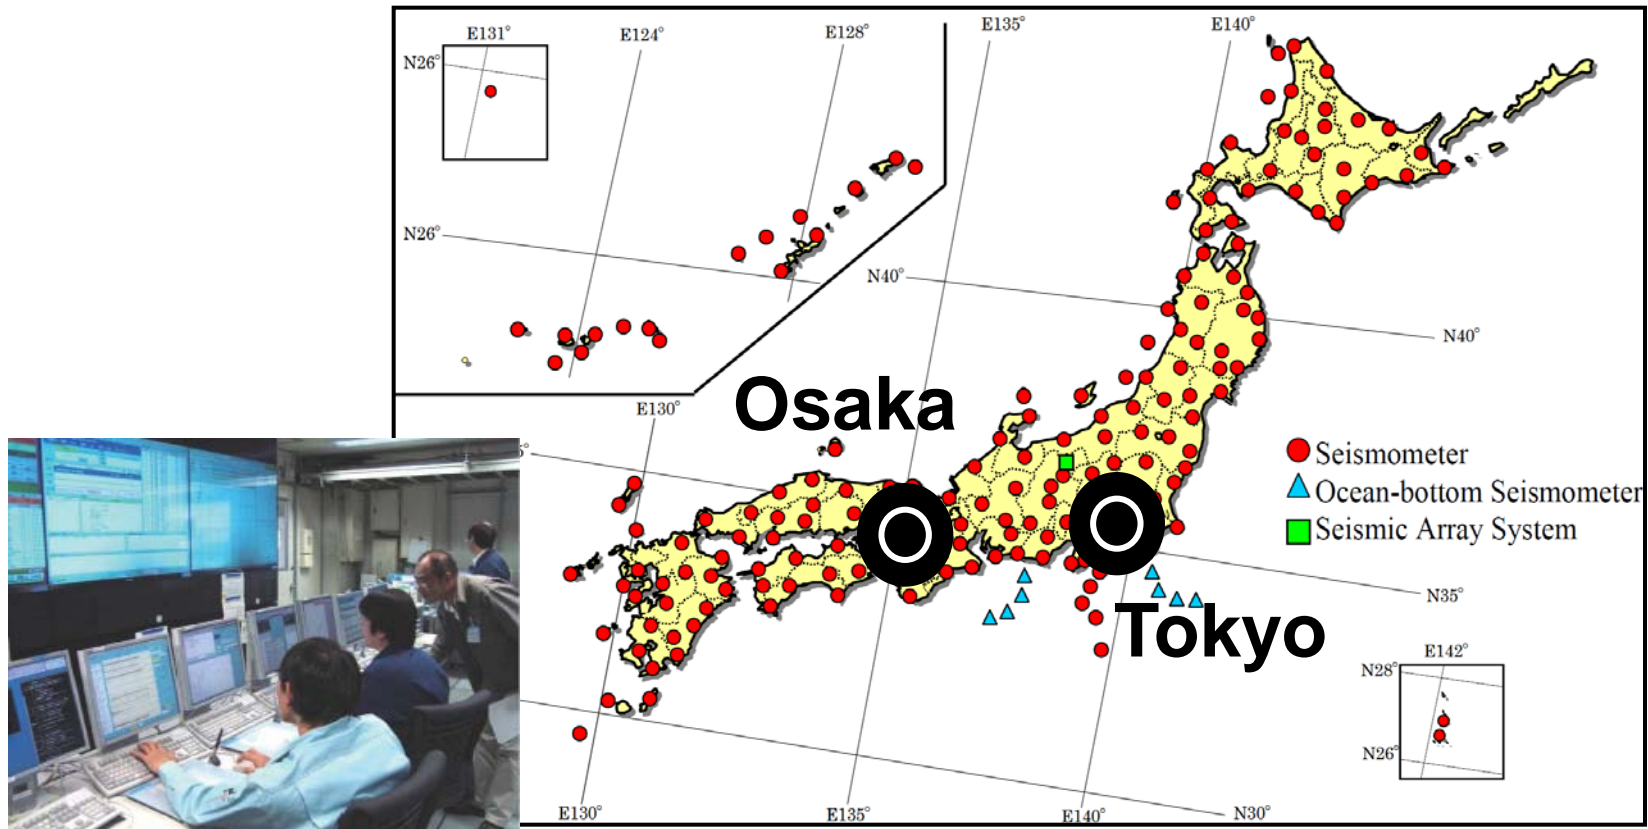 E131°
E124°
E128°
E135°
E140°
N26°
N26°
N40°
N40°
E130°
Osaka
Seismometer
Ocean-bottom Seismometer
Seismic Array System
N35°
Tokyo
E142°
N28°
N26°
E130°
E135°
E140°
N30°